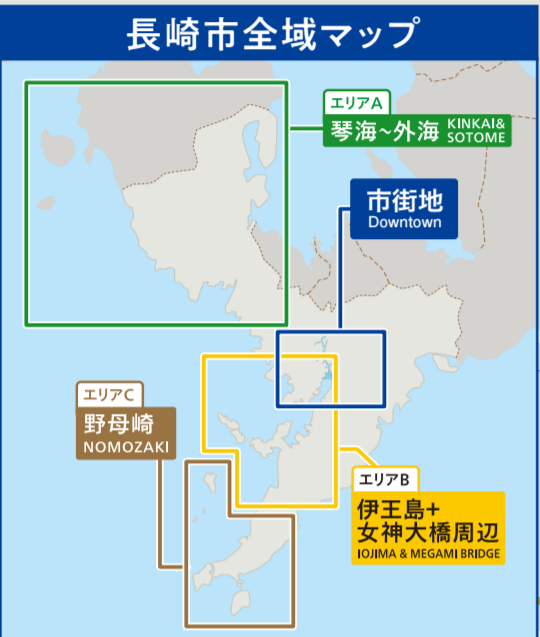 長崎市全域マップ
エリアA
琴海~外海 KINKAI&
SOTOME
市街地
Downtown
エリアC
野母崎
NOMOZAKI
エリアB
伊王島+
女神大橋周辺
IOJIMA & MEGAMI BRIDGE